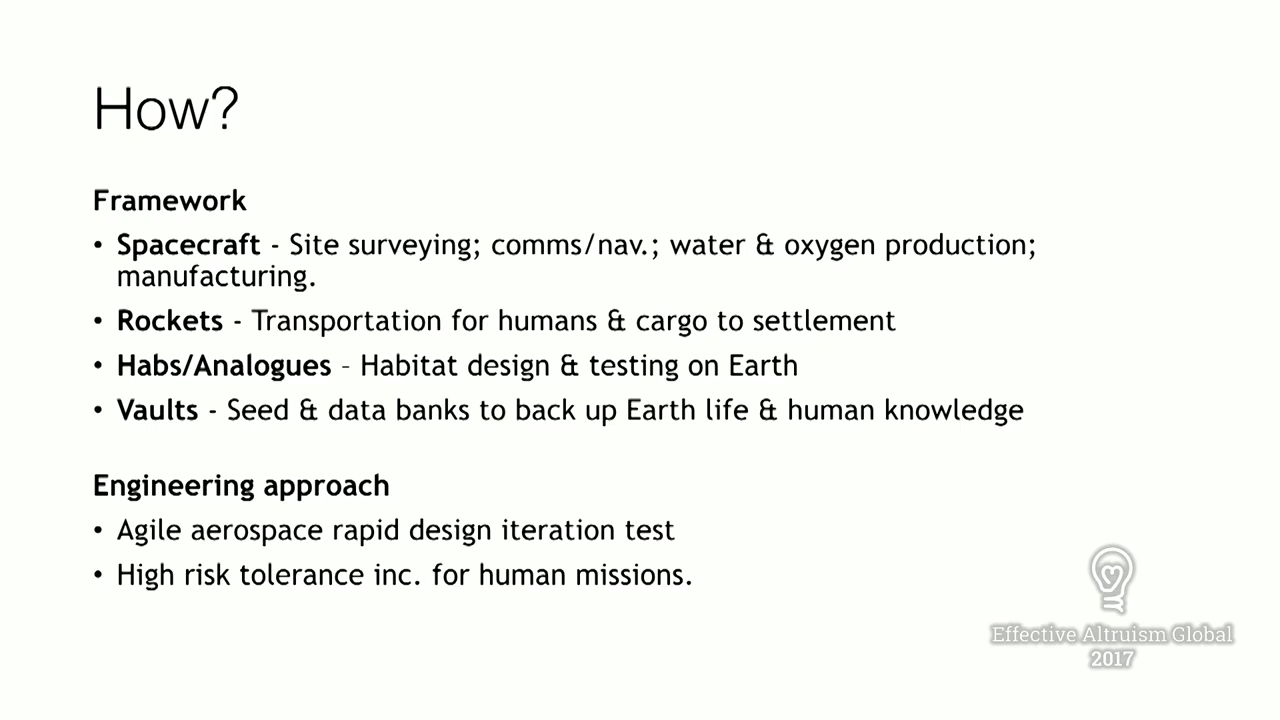 How?
Framework
• Spacecraft - Site surveying; comms/nav.; water & oxygen production;
manufacturing.
• Rockets - Transportation for humans & cargo to settlement
• Habs/Analogues – Habitat design & testing on Earth
• Vaults - Seed & data banks to back up Earth life & human knowledge
Engineering approach
• Agile aerospace rapid design iteration test
• High risk tolerance inc. for human missions.
Effective Altruism Global
2017